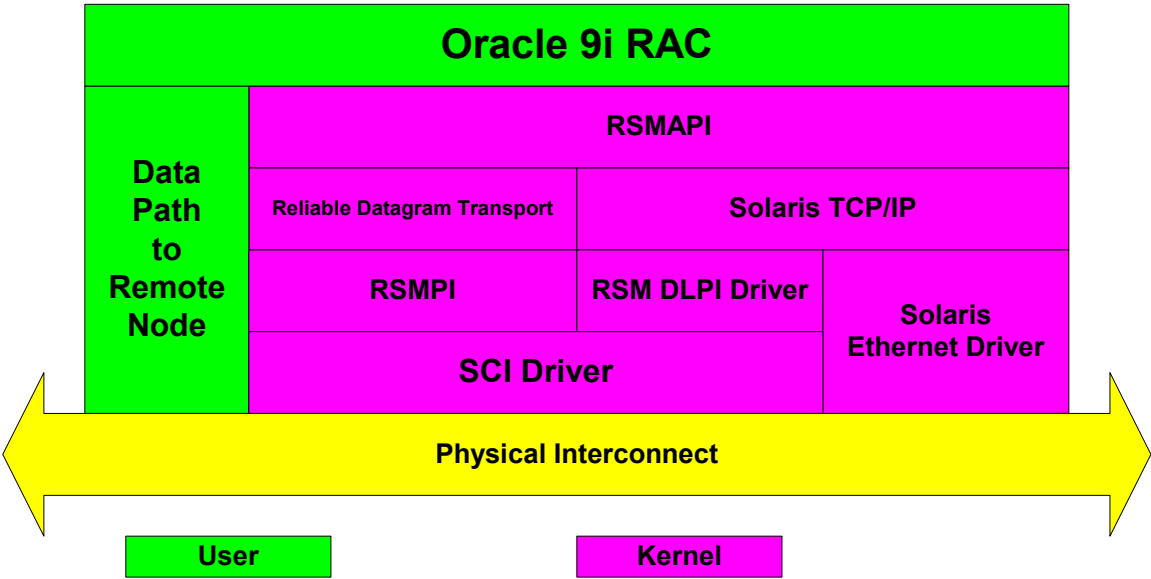 Oracle 9i RAC
RSMAPI
Data
Path
to
Remote
Node
Reliable Datagram Transport
Solaris TCP/IP
RSMPI
RSM DLPI Driver
Solaris
Ethernet Driver
SCI Driver
Physical Interconnect
User
Kernel